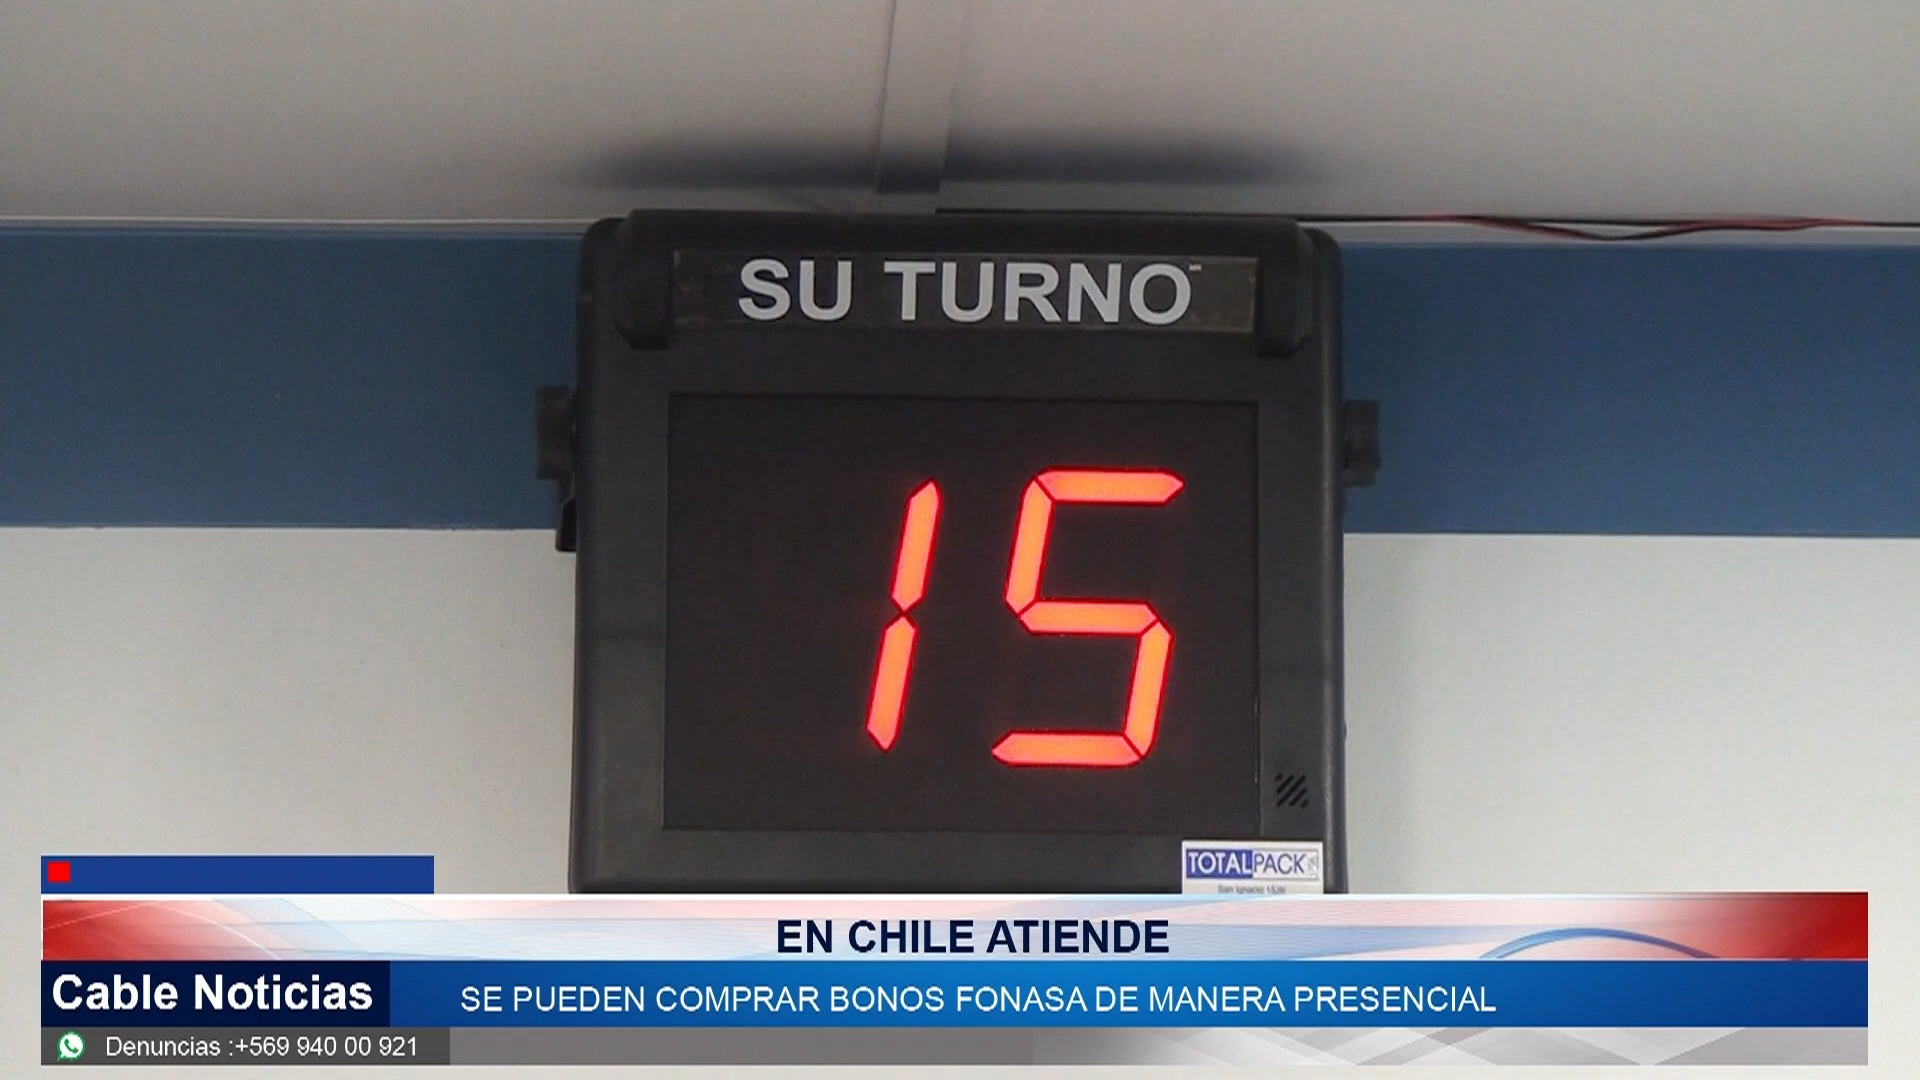 SU TURNO
15
TOTALPACK
EN CHILE ATIENDE
Cable Noticias
SE PUEDEN COMPRAR BONOS FONASA DE MANERA PRESENCIAL
Denuncias :+569 940 00 921